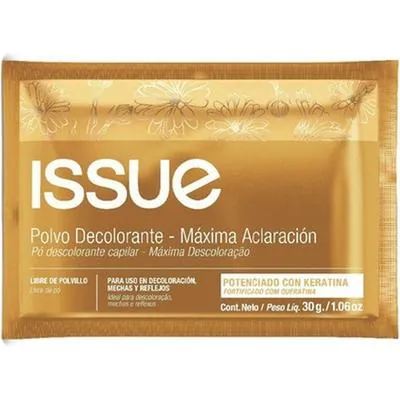 ISSUE
Polvo Decolorante - Máxima Aclaración
Pó descolorante capilar - Máxima Descoloração
LIBRE DE POLVILLO
Livre de pó
PARA USO EN DECOLORACIÓN,
MECHAS Y REFLEJOS
Ideal para descoloração,
mechas e reflexos
POTENCIADO CON KERATINA
FORTIFICADO COM QUERATINA
Cont. Neto / Peso Líq. 30 g. / 1.06 oz